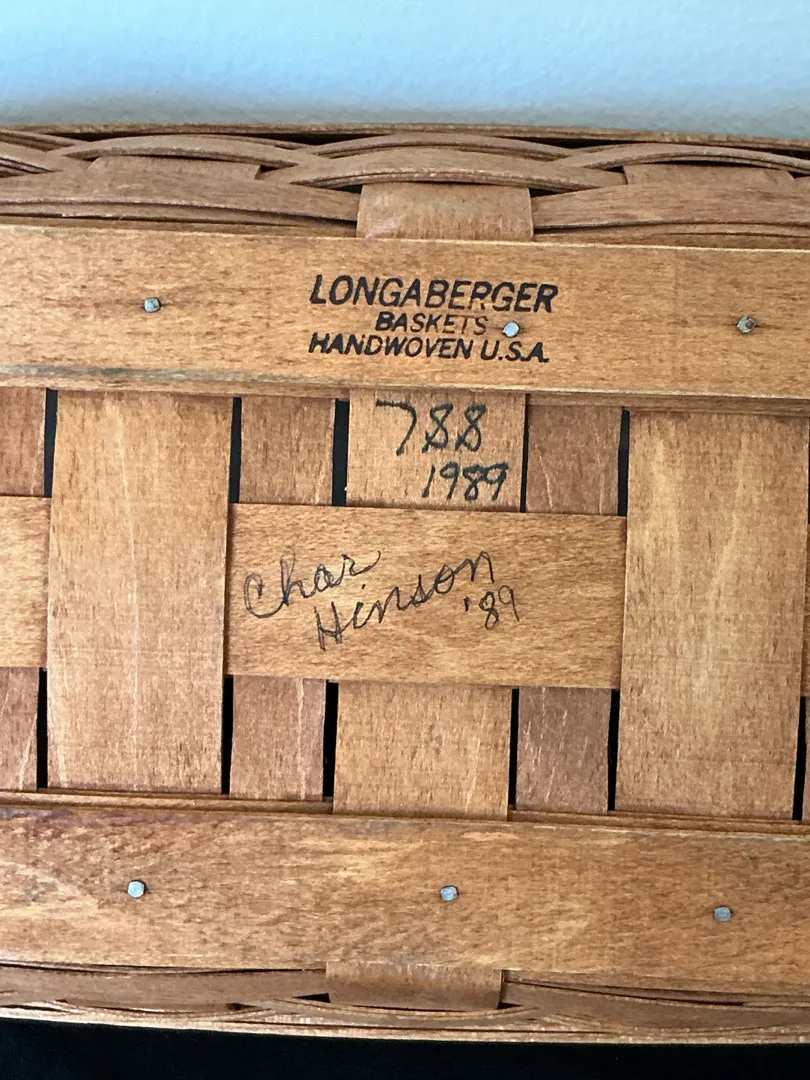 LONGABERGER
BASKETS
HANDWOVEN U.S.A.
788
1989
Char
Hinson
'89